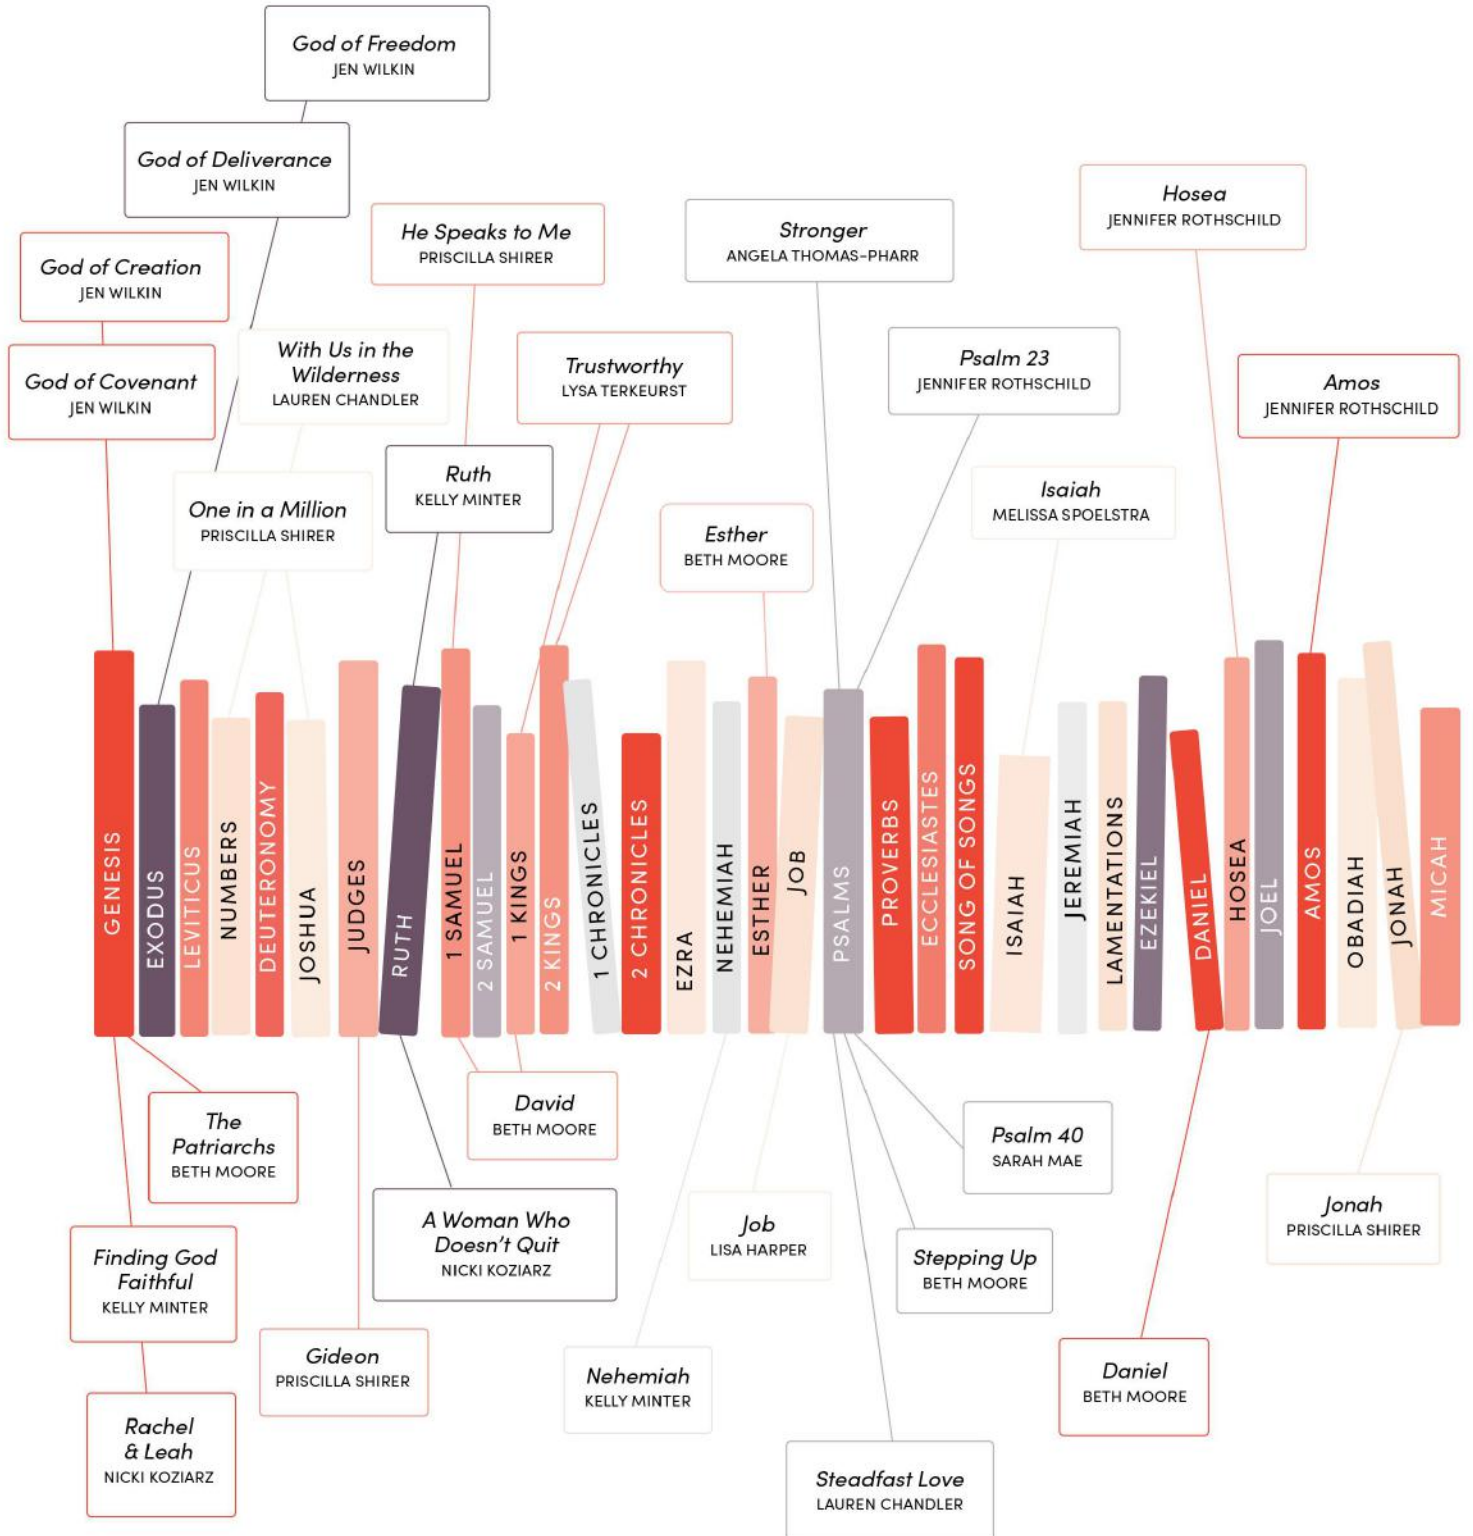 God of Freedom
JEN WILKIN
God of Deliverance
JEN WILKIN
God of Creation
JEN WILKIN
God of Covenant
JEN WILKIN
With Us in the
Wilderness
LAUREN CHANDLER
One in a Million
PRISCILLA SHIRER
He Speaks to Me
PRISCILLA SHIRER
Trustworthy
LYSA TERKEURST
Ruth
KELLY MINTER
Stronger
ANGELA THOMAS-PHARR
Psalm 23
JENNIFER ROTHSCHILD
Esther
BETH MOORE
Isaiah
MELISSA SPOELSTRA
Hosea
JENNIFER ROTHSCHILD
Amos
JENNIFER ROTHSCHILD
GENESIS
EXODUS
LEVITICUS
NUMBERS
DEUTERONOMY
JOSHUA
JUDGES
RUTH
1 SAMUEL
2 SAMUEL
1 KINGS
2 KINGS
1 CHRONICLES
2 CHRONICLES
EZRA
NEHEMIAH
ESTHER
JOB
PSALMS
PROVERBS
ECCLESIASTES
SONG OF SONGS
ISAIAH
JEREMIAH
LAMENTATIONS
EZEKIEL
DANIEL
HOSEA
JOEL
AMOS
OBADIAH
JONAH
MICAH
The
Patriarchs
BETH MOORE
Finding God
Faithful
KELLY MINTER
Rachel
& Leah
NICKI KOZIARZ
Gideon
PRISCILLA SHIRER
David
BETH MOORE
A Woman Who
Doesn't Quit
NICKI KOZIARZ
Nehemiah
KELLY MINTER
Job
LISA HARPER
Psalm 40
SARAH MAE
Stepping Up
BETH MOORE
Steadfast Love
LAUREN CHANDLER
Daniel
BETH MOORE
Jonah
PRISCILLA SHIRER